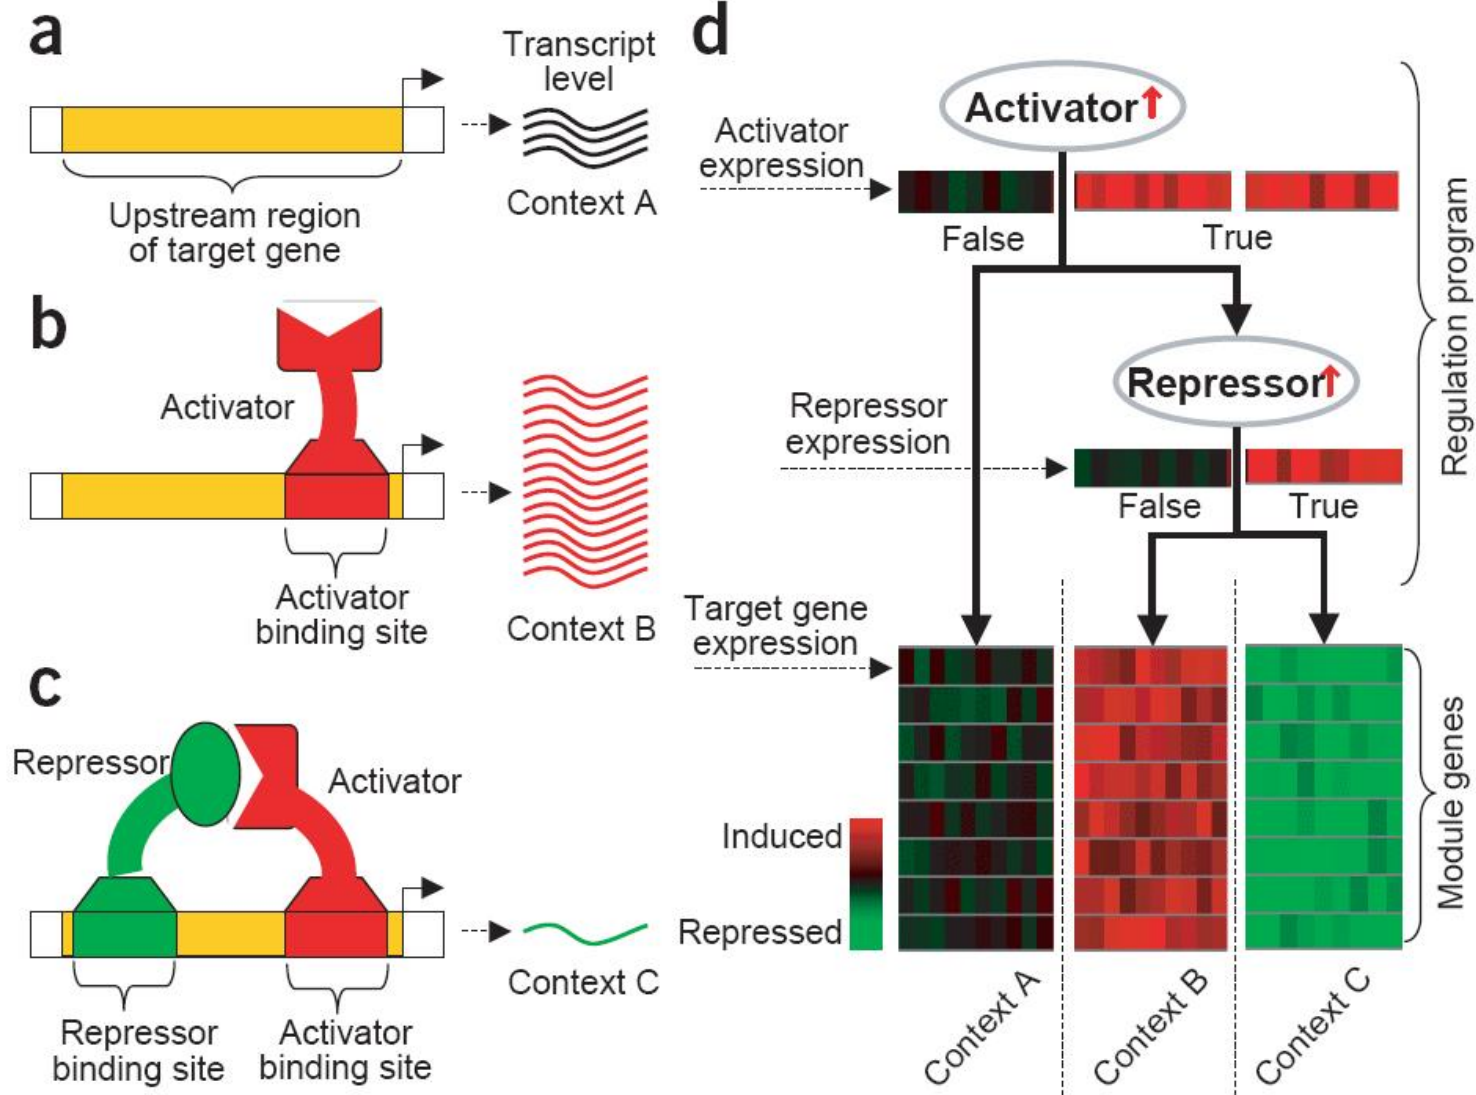 a
Transcript
level
Upstream region
of target gene
Context A
b
Activator
Activator
binding site
Context B
c
Repressor
Activator
Repressor
binding site
Activator
binding site
Context C
d
Activator↑
Activator
expression
False
True
Repressor↑
Repressor
expression
False
True
Regulation program
Target gene
expression
Induced
Repressed
Module genes
Context A
Context B
Context C